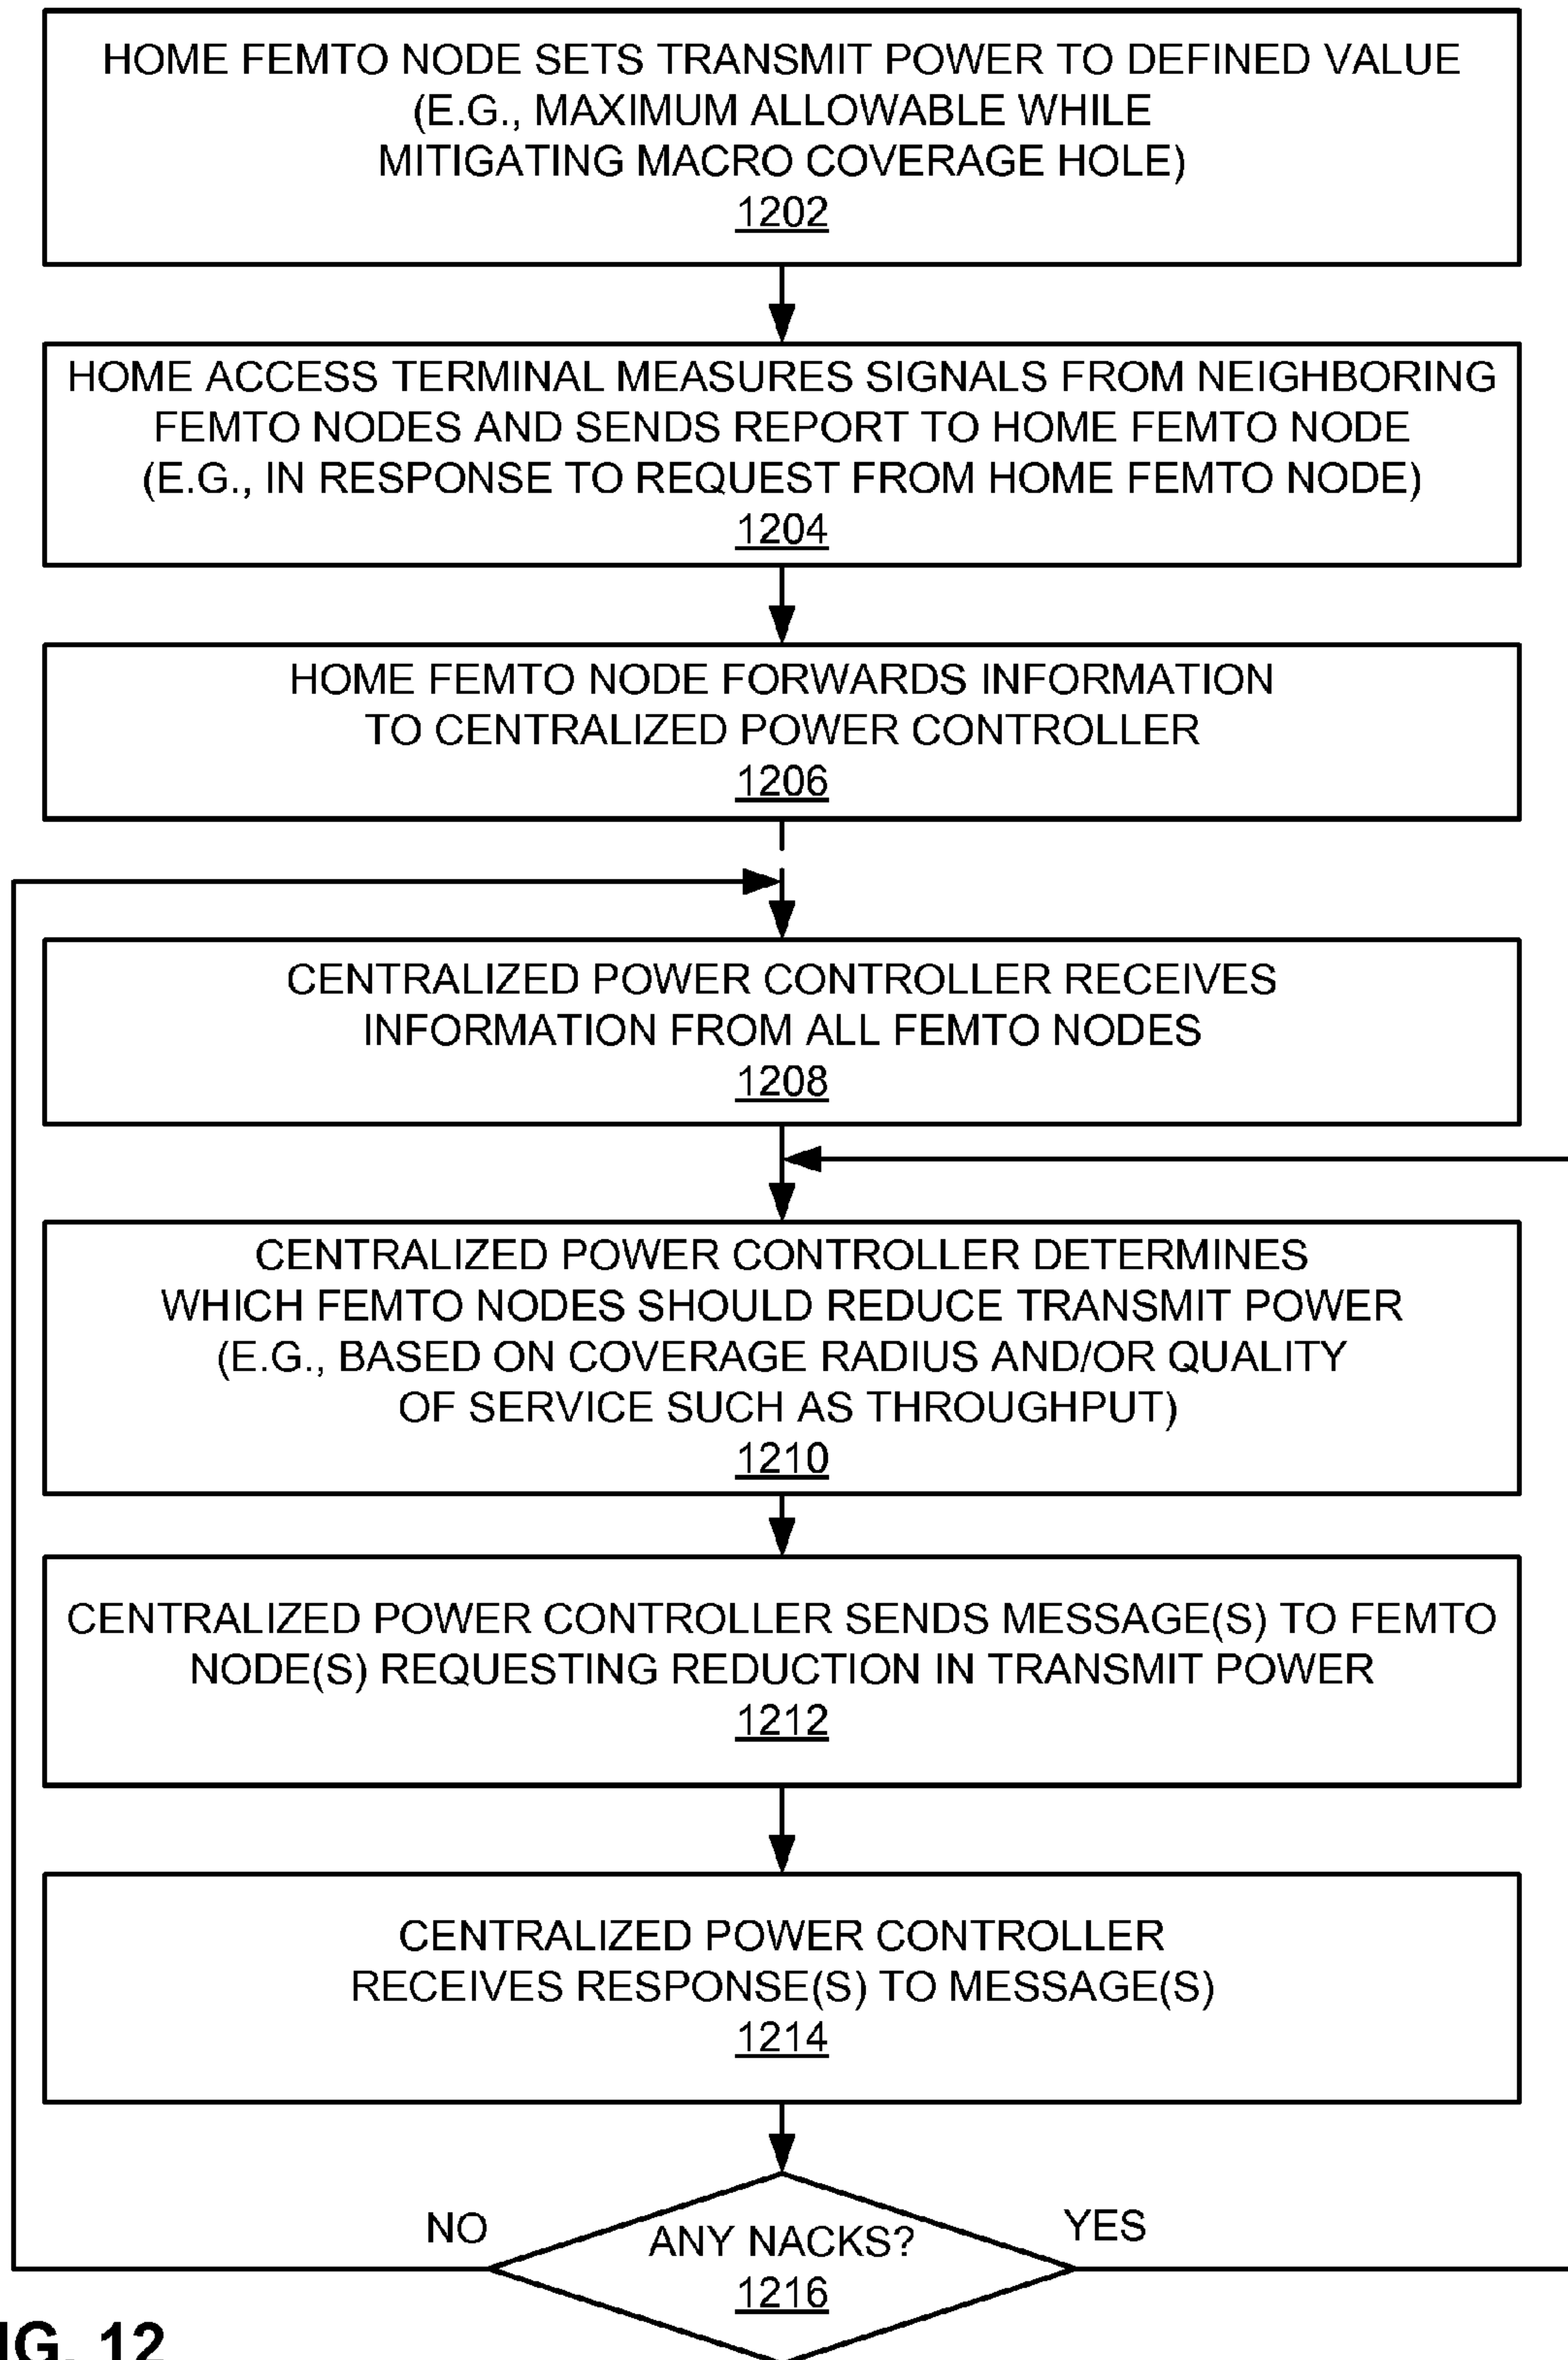 HOME FEMTO NODE SETS TRANSMIT POWER TO DEFINED VALUE
(E.G., MAXIMUM ALLOWABLE WHILE
MITIGATING MACRO COVERAGE HOLE)
1202
HOME ACCESS TERMINAL MEASURES SIGNALS FROM NEIGHBORING
FEMTO NODES AND SENDS REPORT TO HOME FEMTO NODE
(E.G., IN RESPONSE TO REQUEST FROM HOME FEMTO NODE)
1204
HOME FEMTO NODE FORWARDS INFORMATION
TO CENTRALIZED POWER CONTROLLER
1206
CENTRALIZED POWER CONTROLLER RECEIVES
INFORMATION FROM ALL FEMTO NODES
1208
CENTRALIZED POWER CONTROLLER DETERMINES
WHICH FEMTO NODES SHOULD REDUCE TRANSMIT POWER
(E.G., BASED ON COVERAGE RADIUS AND/OR QUALITY
OF SERVICE SUCH AS THROUGHPUT)
1210
CENTRALIZED POWER CONTROLLER SENDS MESSAGE(S) TO FEMTO
NODE(S) REQUESTING REDUCTION IN TRANSMIT POWER
1212
CENTRALIZED POWER CONTROLLER
RECEIVES RESPONSE(S) TO MESSAGE(S)
1214
NO
ANY NACKS?
YES
1216
IG. 12